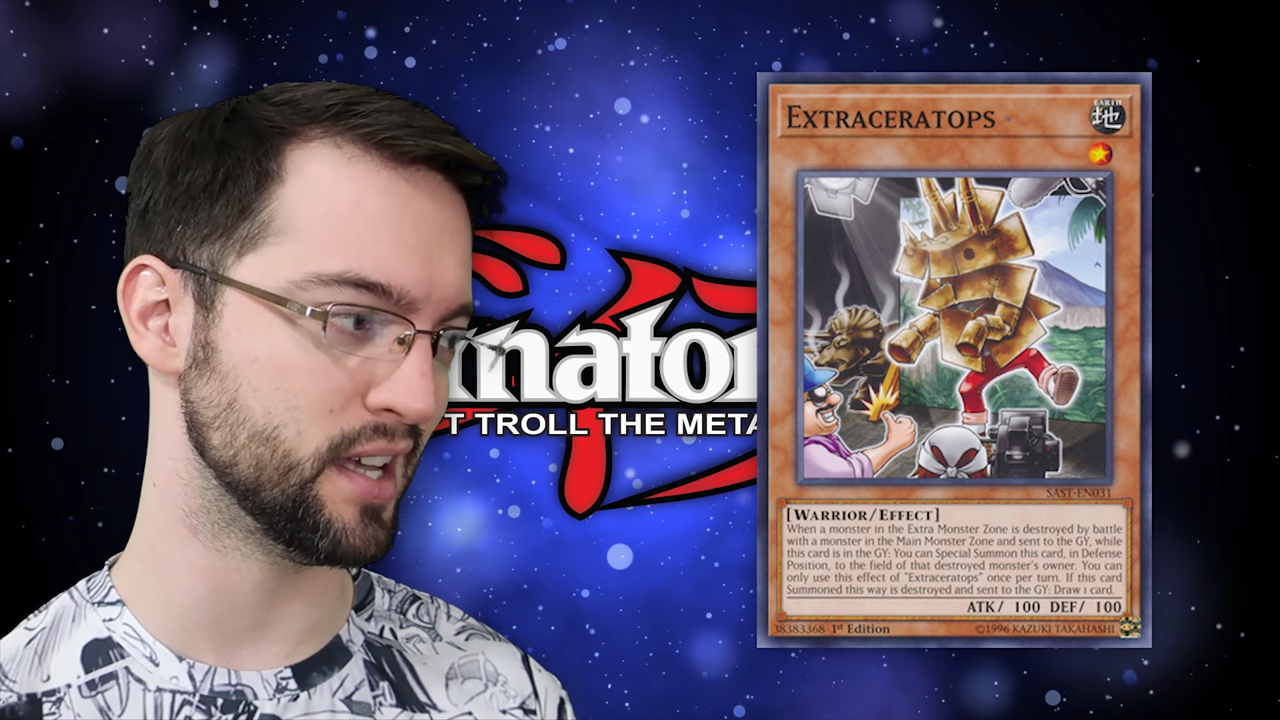 EXTRACERATOPS
EARTH
地
mator
T TROLL THE META
SAST-EN031
[WARRIOR/EFFECT]
When a monster in the Extra Monster Zone is destroyed by battle
with a monster in the Main Monster Zone and sent to the GY, while
this card is in the GY: You can Special Summon this card, in Defense
Position, to the field of that destroyed monster's owner. You can
only use this effect of "Extraceratops" once per turn. If this card
Summoned this way is destroyed and sent to the GY: Draw 1 card.
ATK/ 100 DEF/ 100
38383368 1st Edition ©1996 KAZUKI TAKAHASHI